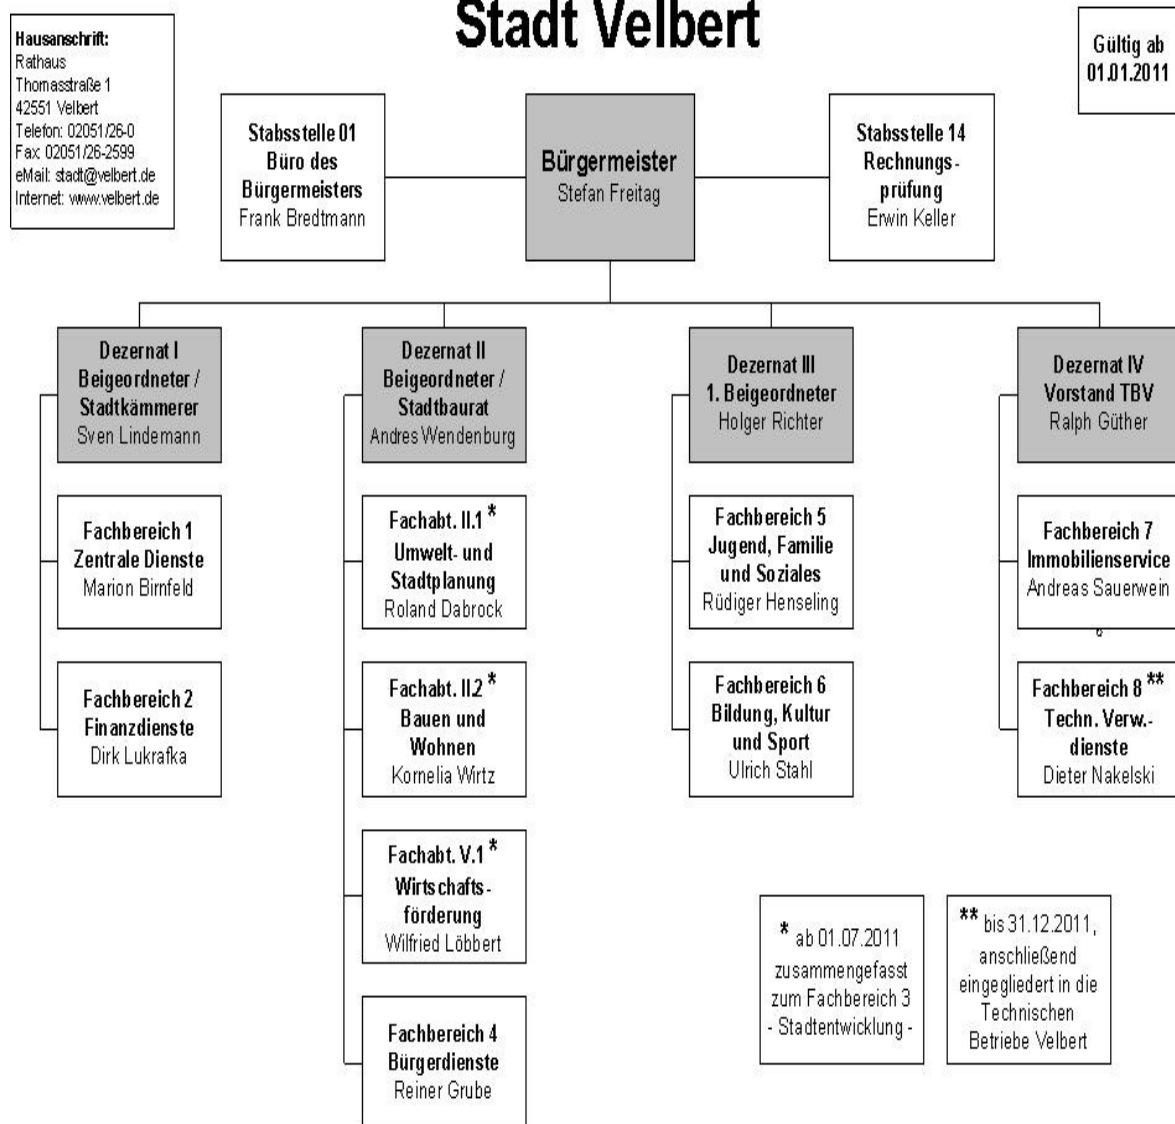 Stadt Velbert
Hausanschrift:
Rathaus
Thomasstraße 1
42551 Velbert
Telefon: 02051/26-0
Fax: 02051/26-2599
eMail: stadt@velbert.de
Internet: www.velbert.de
Gültig ab
01.01.2011
Stabsstelle 01
Büro des
Bürgermeisters
Frank Bredtmann
Bürgermeister
Stefan Freitag
Stabsstelle 14
Rechnungs-
prüfung
Erwin Keller
Dezernat I
Beigeordneter /
Stadtkämmerer
Sven Lindemann
Dezernat II
Beigeordneter /
Stadtbaurat
Andres Wendenburg
Dezernat III
1. Beigeordneter
Holger Richter
Dezernat IV
Vorstand TBV
Ralph Güther
Fachbereich 1
Zentrale Dienste
Marion Birnfeld
Fachabt. II.1 *
Umwelt- und
Stadtplanung
Roland Dabrock
Fachbereich 5
Jugend, Familie
und Soziales
Rüdiger Henseling
Fachbereich 7
Immobilienservice
Andreas Sauerwein
Fachbereich 2
Finanzdienste
Dirk Lukrafka
Fachabt. II.2 *
Bauen und
Wohnen
Kornelia Wirtz
Fachbereich 6
Bildung, Kultur
und Sport
Ulrich Stahl
Fachbereich 8 **
Techn. Verw.-
dienste
Dieter Nakelski
Fachabt. V.1 *
Wirtschafts-
förderung
Wilfried Löbbert
Fachbereich 4
Bürgerdienste
Reiner Grube
* ab 01.07.2011
zusammengefasst
zum Fachbereich 3
- Stadtentwicklung -
** bis 31.12.2011,
anschließend
eingegliedert in die
Technischen
Betriebe Velbert